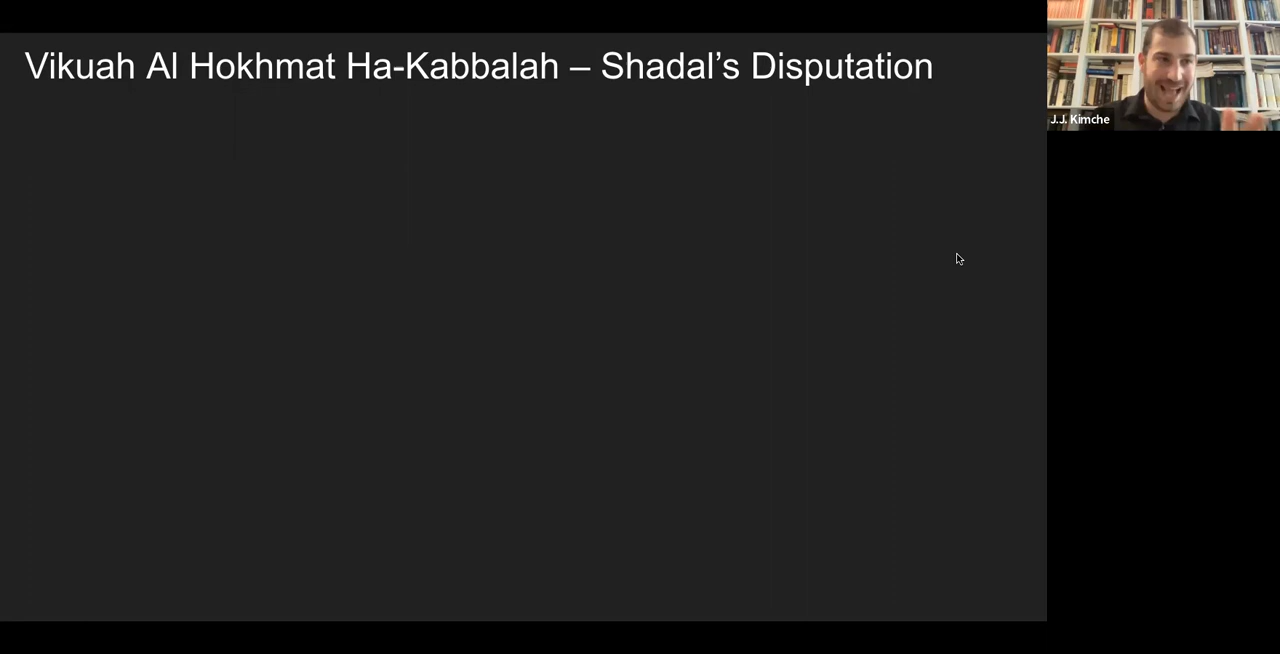 Vikuah Al Hokhmat Ha-Kabbalah – Shadal’s Disputation
J.J. Kimche